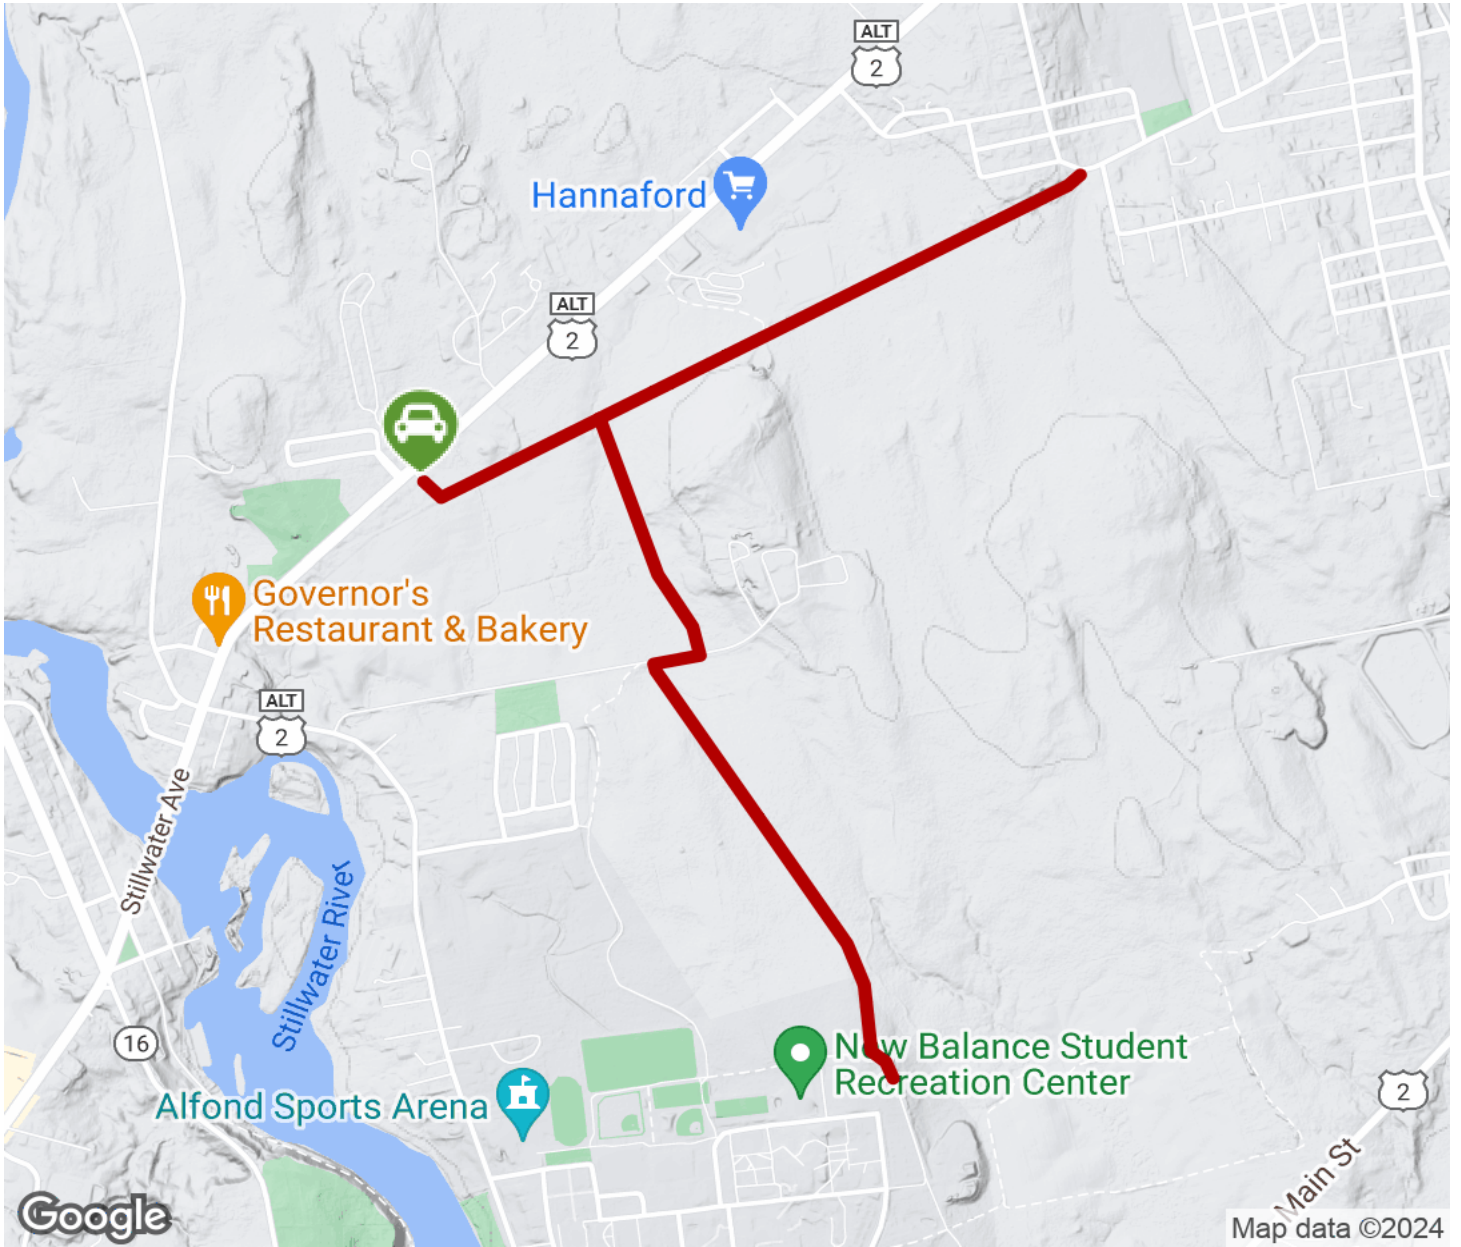 ALT
2
Hannaford
ALT
2
Governor's
Restaurant & Bakery
ALT
2
Stillwater Ave
Stillwater River
16
New Balance Student
Recreation Center
Alfond Sports Arena
2
Main St
Google
Map data ©2024